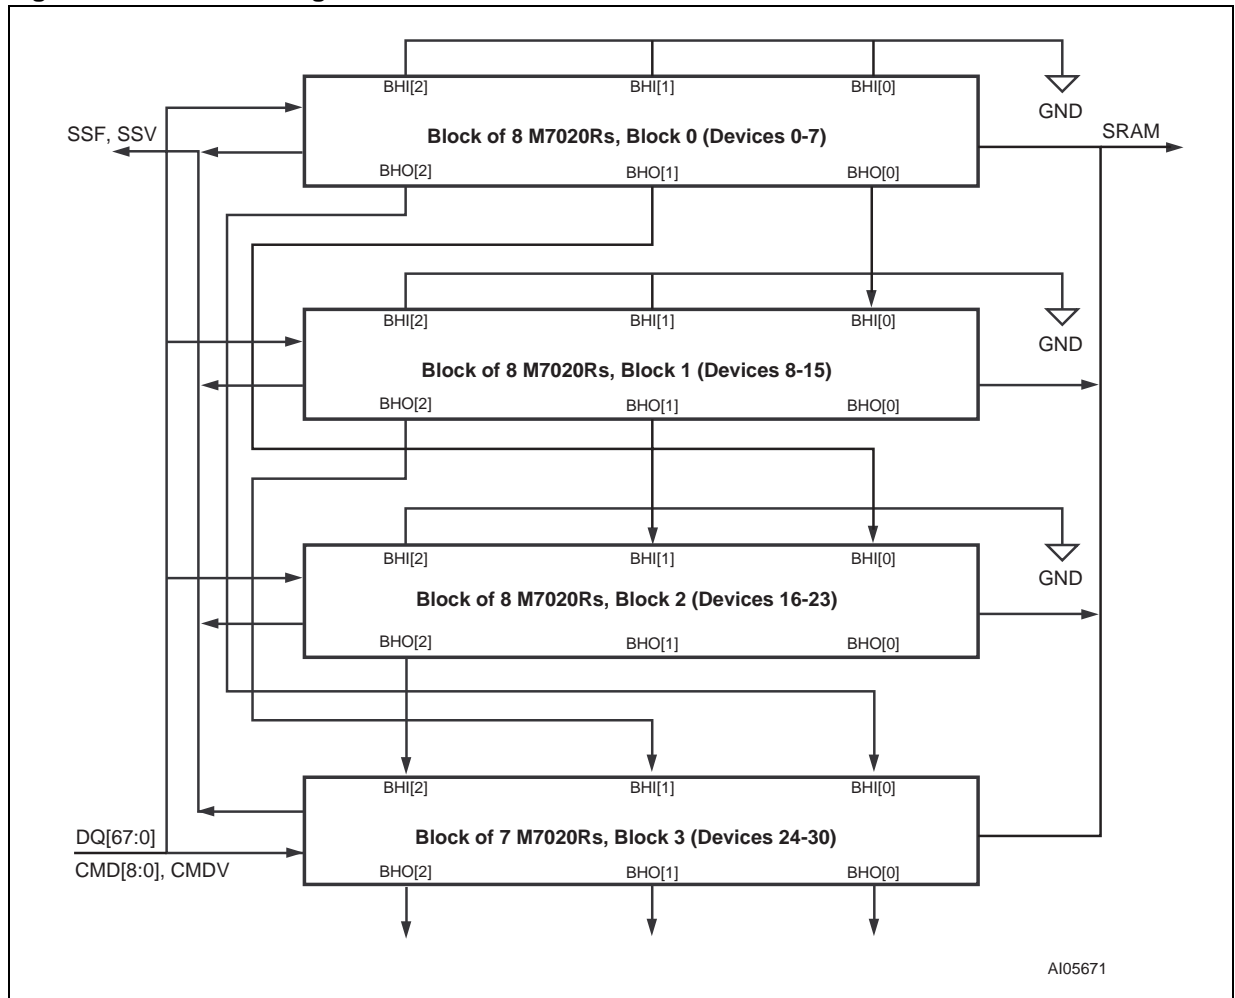 BHI[2] BHI[1] BHI[0]
GND
SSF, SSV
Block of 8 M7020Rs, Block 0 (Devices 0-7)
SRAM
BHO[2] BHO[1] BHO[0]
BHI[2] BHI[1] BHI[0]
GND
Block of 8 M7020Rs, Block 1 (Devices 8-15)
BHO[2] BHO[1] BHO[0]
BHI[2] BHI[1] BHI[0]
GND
Block of 8 M7020Rs, Block 2 (Devices 16-23)
BHO[2] BHO[1] BHO[0]
BHI[2] BHI[1] BHI[0]
DQ[67:0]
Block of 7 M7020Rs, Block 3 (Devices 24-30)
CMD[8:0], CMDV
BHO[2] BHO[1] BHO[0]
AI05671